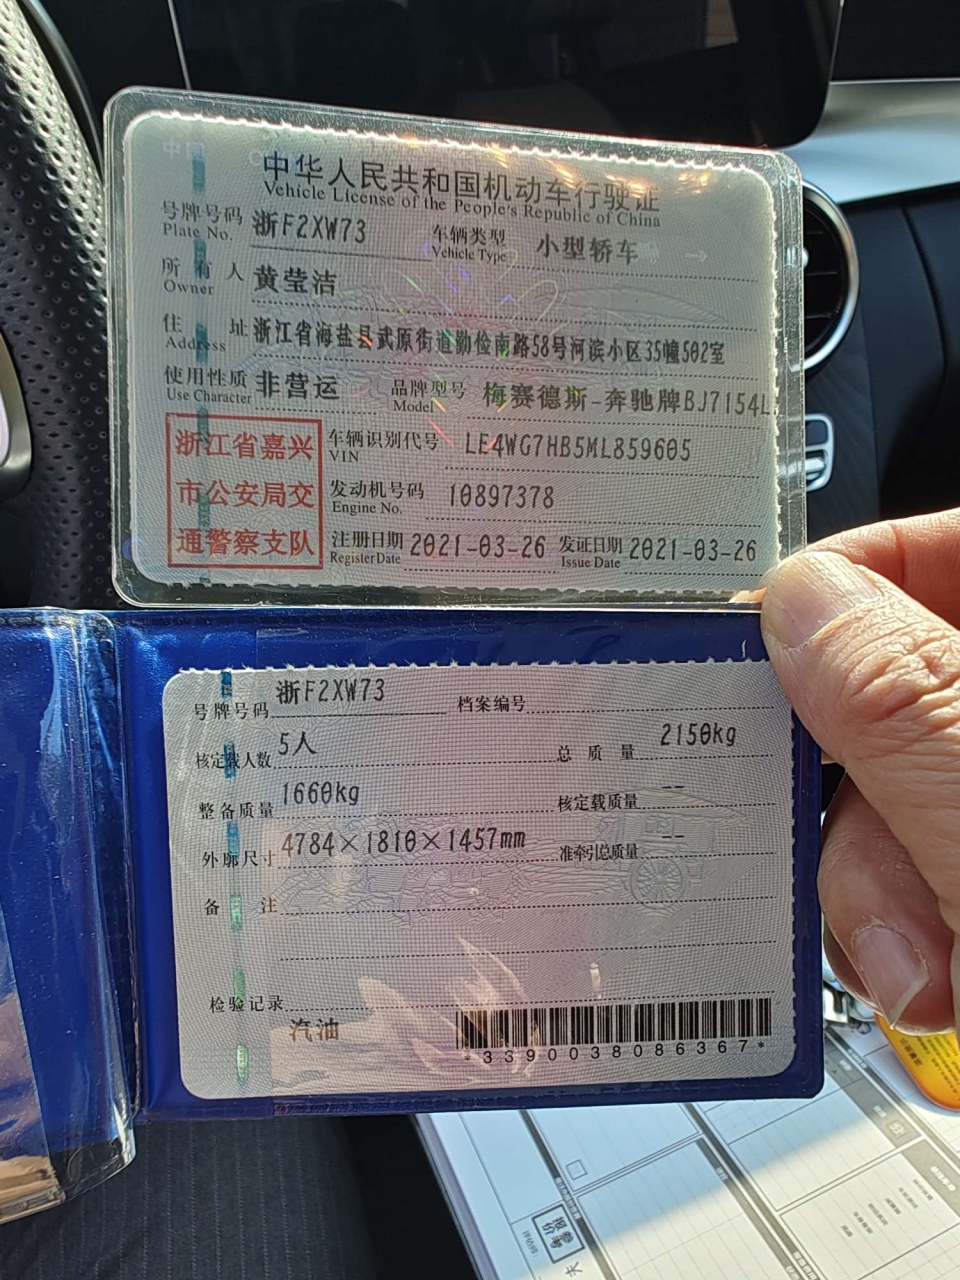 中华人民共和国机动车行驶证
Vehicle License of the People's Republic of China
号牌号码 浙F2XW73 车辆类型 小型轿车
Plate No. Vehicle Type
所有人 黄莹洁
Owner
住址 浙江省海盐县武原街道勤俭南路58号河滨小区35幢502室
Address
使用性质 非营运 品牌型号 梅赛德斯-奔驰牌BJ7154L
Use Character Model
浙江省嘉兴
市公安局交
通警察支队
车辆识别代号 LE4WG7HB5ML859605
VIN
发动机号码 10897378
Engine No.
注册日期 2021-03-26 发证日期 2021-03-26
Register Date Issue Date
号牌号码 浙F2XW73 档案编号
核定载人数 5人 总质量 2150kg
整备质量 1660kg 核定载质量 --
外廓尺寸 4784×1810×1457mm 准牵引总质量 --
备注
检验记录
汽油
*3390038086367*